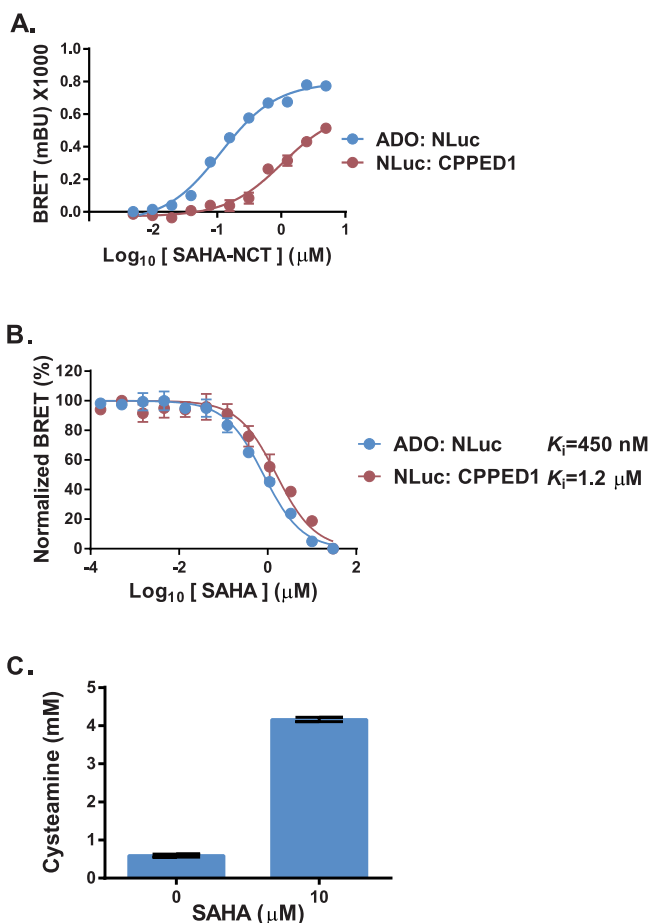 A.
BRET (mBU) X1000
0.8
0.6
0.4
0.2
0.0
-2 -1 0 1
Log10 [ SAHA-NCT ] (μM)
ADO: NLuc
NLuc: CPPED1
B.
Normalized BRET (%)
120
100
80
60
40
20
0
-4 -2 0 2
Log10 [ SAHA ] (μM)
ADO: NLuc Ki=450 nM
NLuc: CPPED1 Ki=1.2 μM
C.
Cysteamine (mM)
5
4
3
2
1
0
0 10
SAHA (μM)